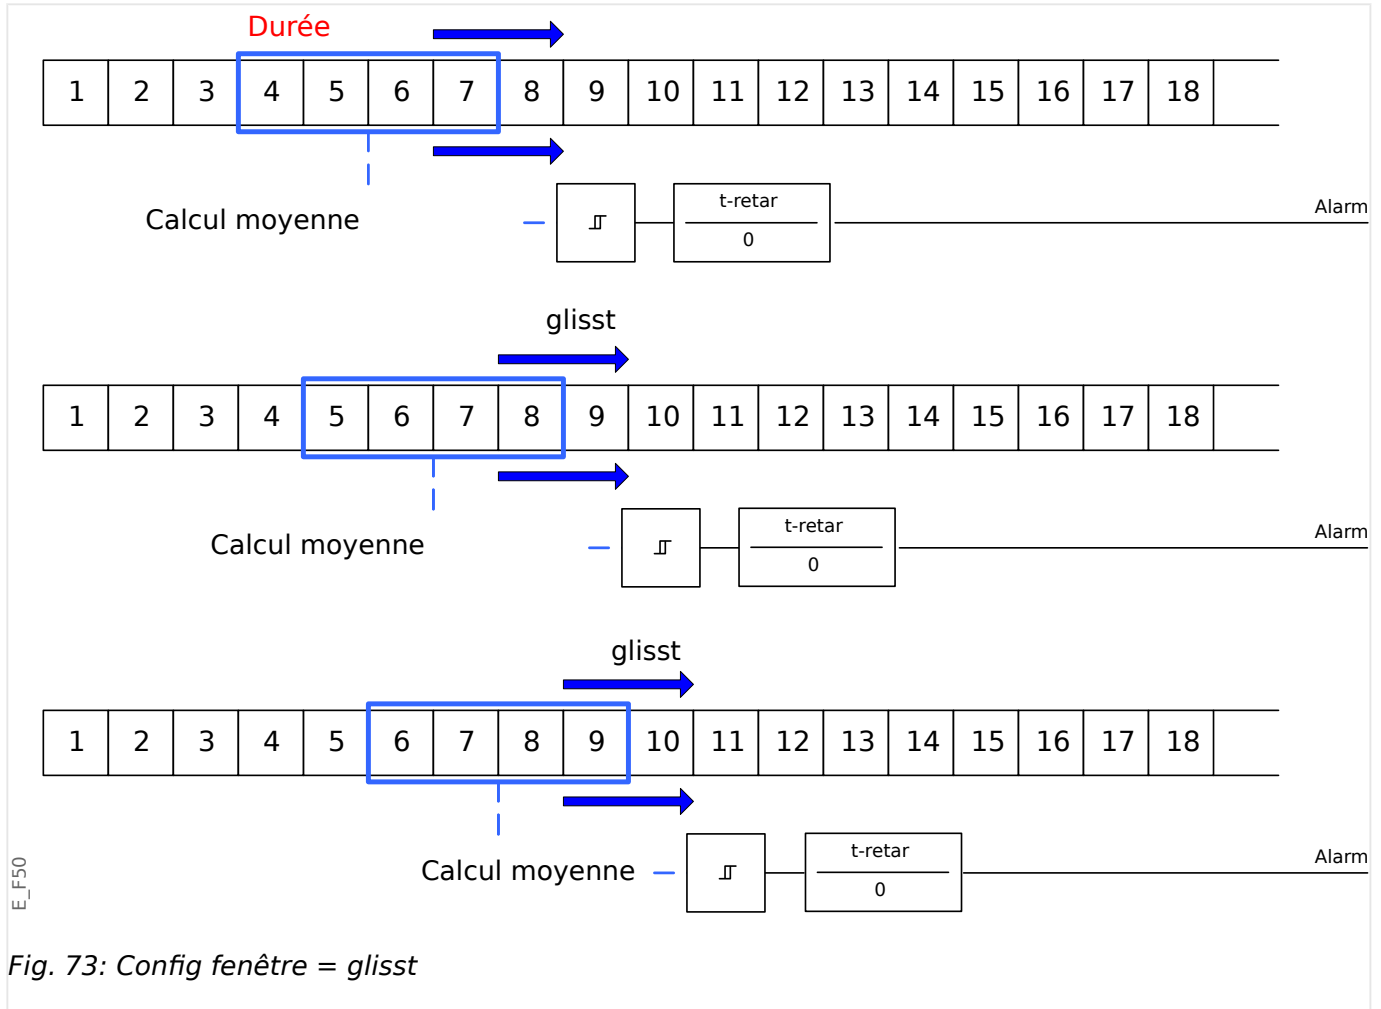 Durée
1 2 3 4 5 6 7 8 9 10 11 12 13 14 15 16 17 18
t-retar
Alarm
Calcul moyenne
0
glisst
1 2 3 4 5 6 7 8 9 10 11 12 13 14 15 16 17 18
t-retar
Alarm
Calcul moyenne
0
glisst
1 2 3 4 5 6 7 8 9 10 11 12 13 14 15 16 17 18
t-retar
Alarm
Calcul moyenne
0
E_F50
Fig. 73: Config fenêtre = glisst